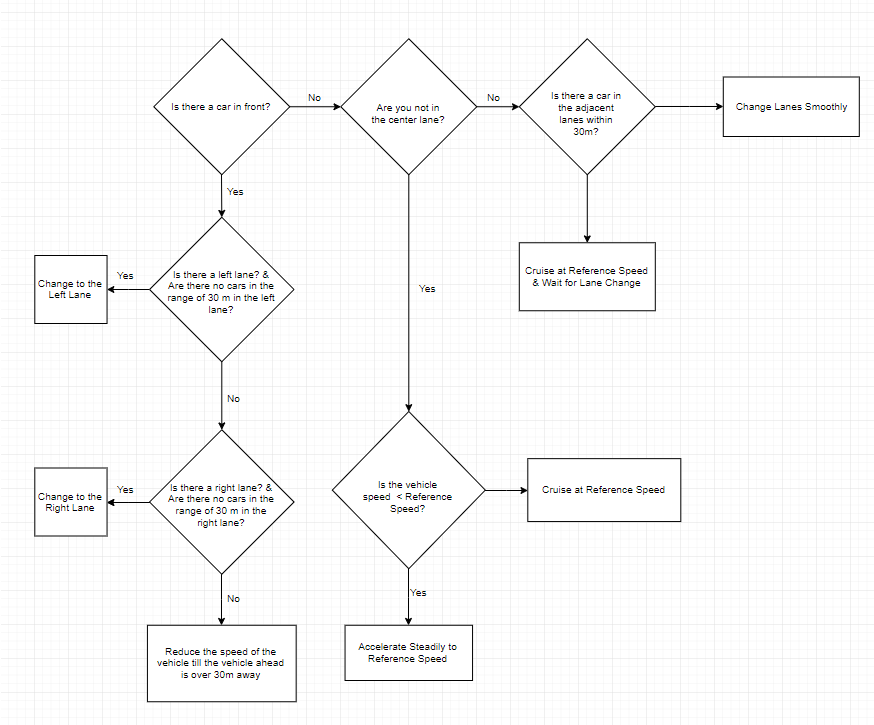 Is there a car in front?
No
Are you not in
the center lane?
No
Is there a car in
the adjacent
lanes within
30m?
Change Lanes Smoothly
Yes
Is there a left lane? &
Are there no cars in the
range of 30 m in the left
lane?
Yes
Change to the
Left Lane
Yes
Cruise at Reference Speed
& Wait for Lane Change
No
Is there a right lane? &
Are there no cars in the
range of 30 m in the
right lane?
Yes
Change to the
Right Lane
Is the vehicle
speed < Reference
Speed?
Cruise at Reference Speed
No
Yes
Reduce the speed of the
vehicle till the vehicle ahead
is over 30m away
Accelerate Steadily to
Reference Speed